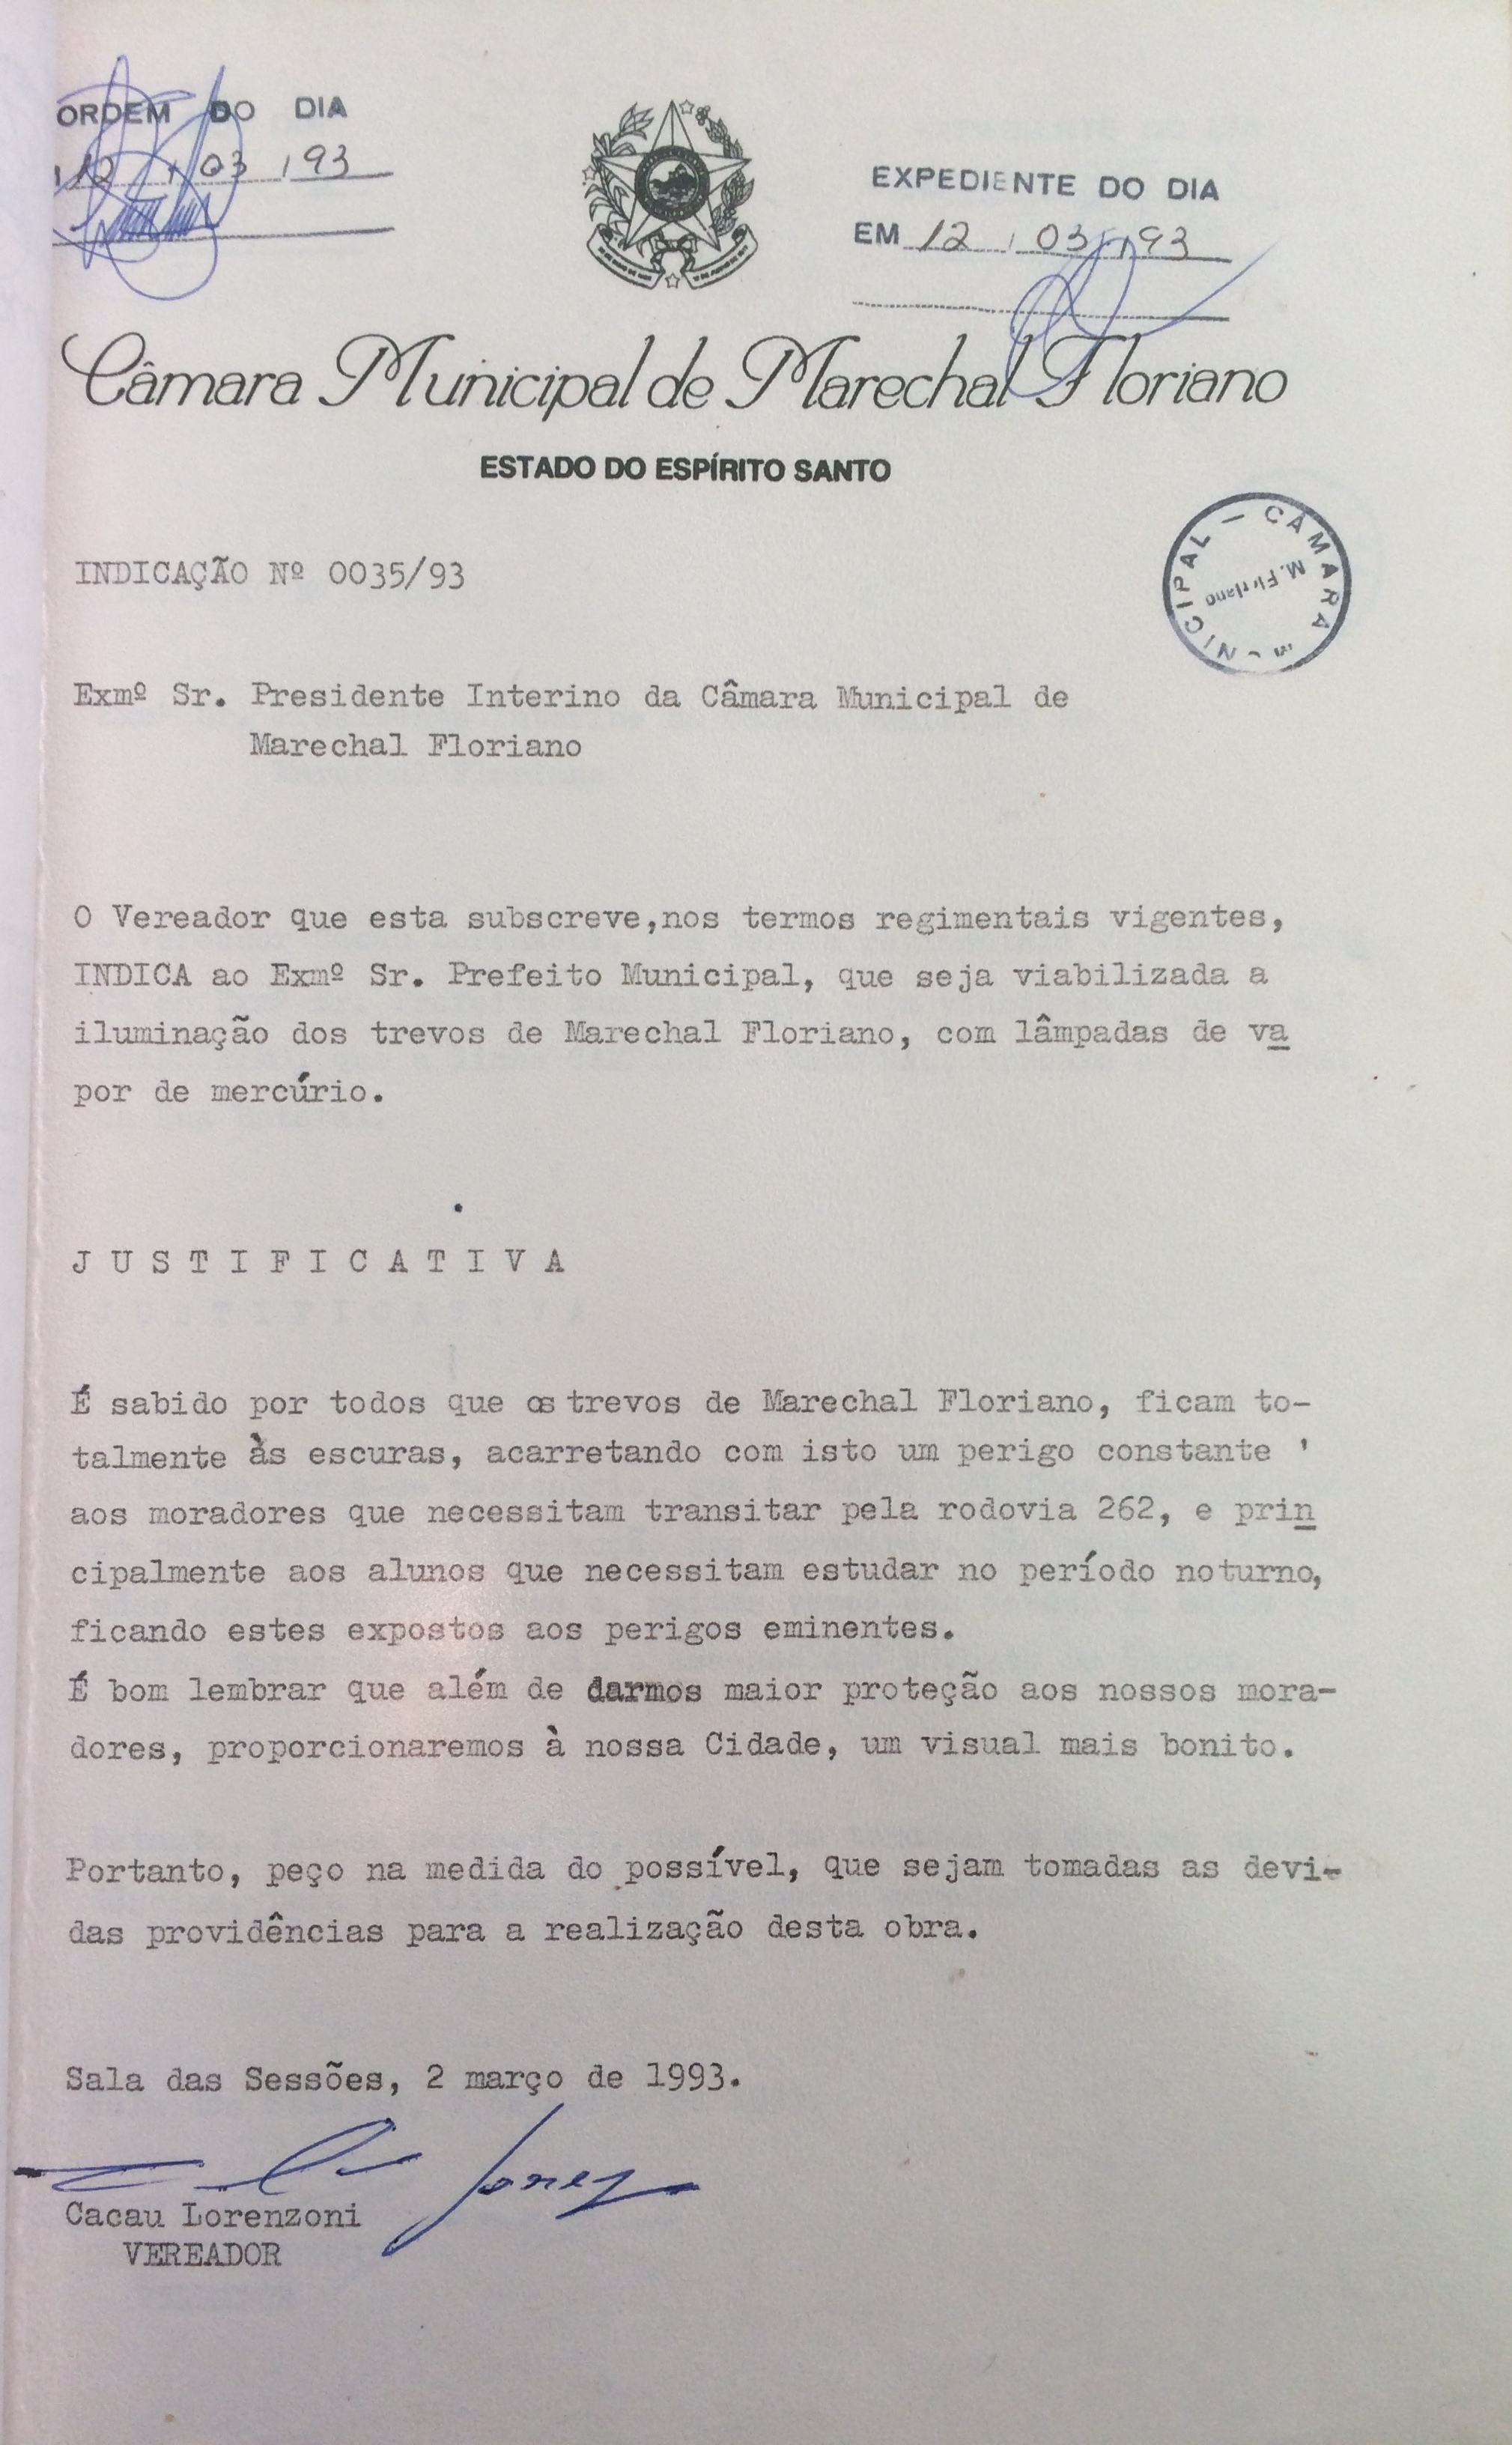 ORDEM DO DIA
12 / 03 / 93
EXPEDIENTE DO DIA
EM 12 / 03 / 93
Câmara Municipal de Marechal Floriano
ESTADO DO ESPÍRITO SANTO
CÂMARA M NICIPAL —
M. Floriano
INDICAÇÃO Nº 0035/93
Exmº Sr. Presidente Interino da Câmara Municipal de
Marechal Floriano
O Vereador que esta subscreve,nos termos regimentais vigentes,
INDICA ao Exmº Sr. Prefeito Municipal, que seja viabilizada a
iluminação dos trevos de Marechal Floriano, com lâmpadas de va
por de mercúrio.
J U S T I F I C A T I V A
É sabido por todos que os trevos de Marechal Floriano, ficam to-
talmente às escuras, acarretando com isto um perigo constante '
aos moradores que necessitam transitar pela rodovia 262, e prin
cipalmente aos alunos que necessitam estudar no período noturno,
ficando estes expostos aos perigos eminentes.
É bom lembrar que além de darmos maior proteção aos nossos mora-
dores, proporcionaremos à nossa Cidade, um visual mais bonito.
Portanto, peço na medida do possível, que sejam tomadas as devi-
das providências para a realização desta obra.
Sala das Sessões, 2 março de 1993.
Cacau Lorenzoni
VEREADOR